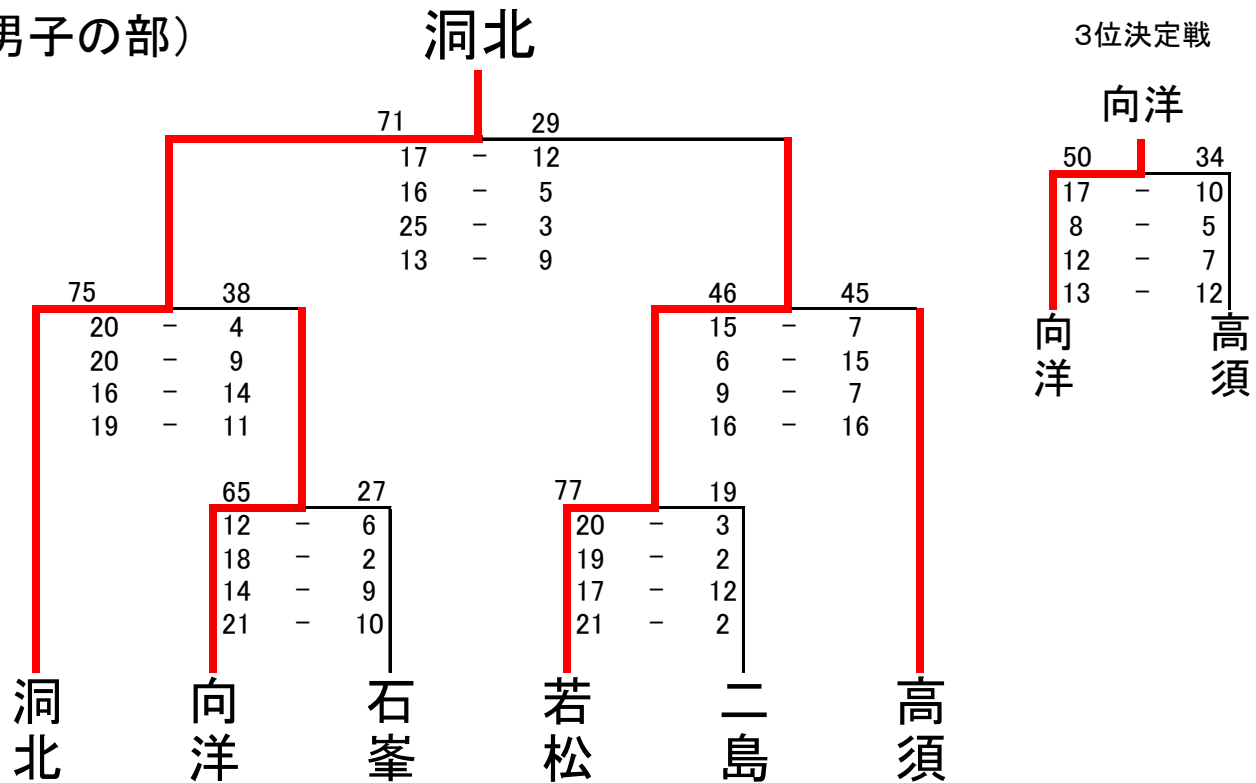 男子の部）
洞北
3位決定戦
向洋
71 29
17 － 12
16 － 5
25 － 3
13 － 9
50 34
17 － 10
8 － 5
12 － 7
13 － 12
向洋
高須
75 38
20 － 4
20 － 9
16 － 14
19 － 11
46 45
15 － 7
6 － 15
9 － 7
16 － 16
65 27
12 － 6
18 － 2
14 － 9
21 － 10
77 19
20 － 3
19 － 2
17 － 12
21 － 2
洞北
向洋
石峯
若松
二島
高須